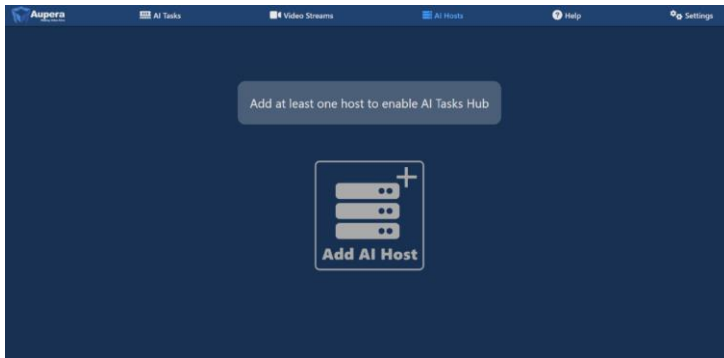 Aupera
AI Tasks
Video Streams
AI Hosts
Help
Settings
Add at least one host to enable AI Tasks Hub
Add AI Host